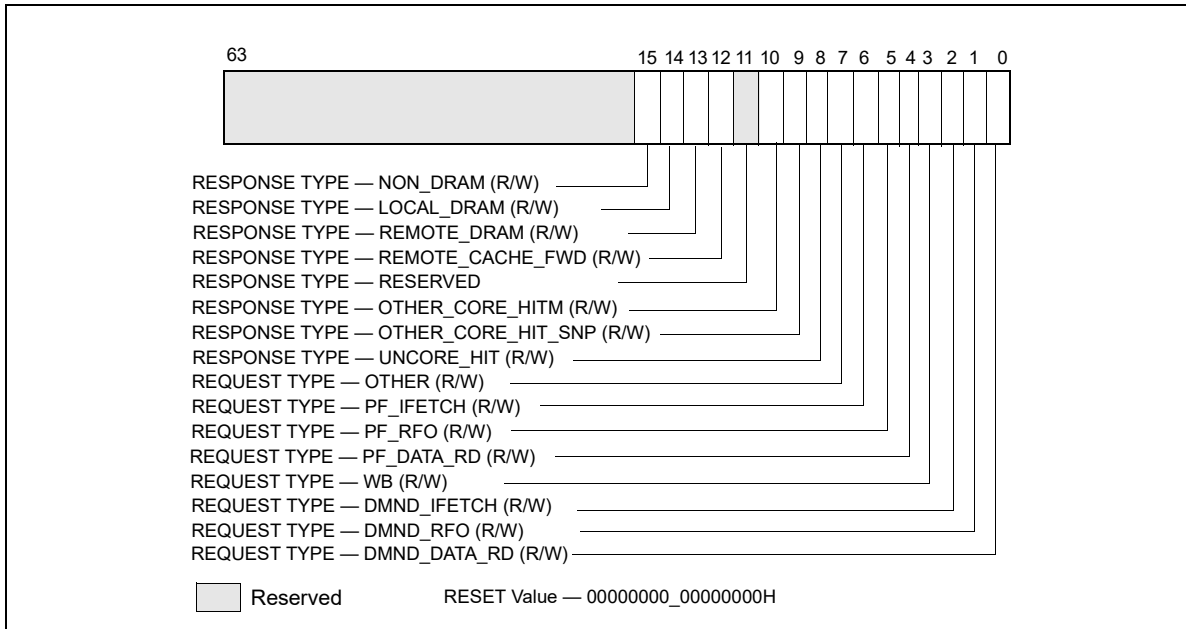 63 15 14 13 12 11 10 9 8 7 6 5 4 3 2 1 0
RESPONSE TYPE — NON_DRAM (R/W)
RESPONSE TYPE — LOCAL_DRAM (R/W)
RESPONSE TYPE — REMOTE_DRAM (R/W)
RESPONSE TYPE — REMOTE_CACHE_FWD (R/W)
RESPONSE TYPE — RESERVED
RESPONSE TYPE — OTHER_CORE_HITM (R/W)
RESPONSE TYPE — OTHER_CORE_HIT_SNP (R/W)
RESPONSE TYPE — UNCORE_HIT (R/W)
REQUEST TYPE — OTHER (R/W)
REQUEST TYPE — PF_IFETCH (R/W)
REQUEST TYPE — PF_RFO (R/W)
REQUEST TYPE — PF_DATA_RD (R/W)
REQUEST TYPE — WB (R/W)
REQUEST TYPE — DMND_IFETCH (R/W)
REQUEST TYPE — DMND_RFO (R/W)
REQUEST TYPE — DMND_DATA_RD (R/W)
Reserved RESET Value — 00000000_00000000H